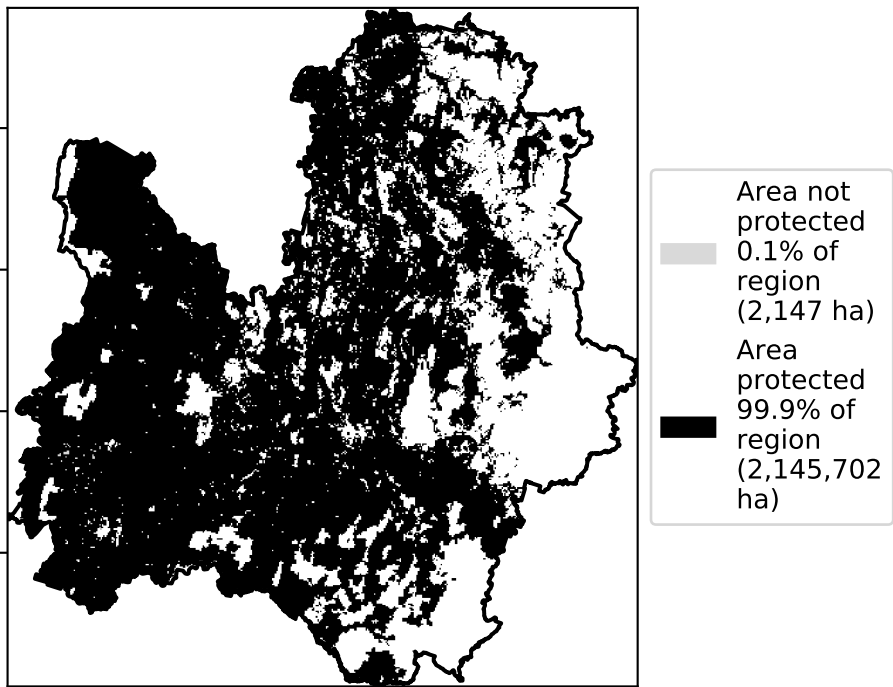 Area not
protected
0.1% of
region
(2,147 ha)
Area
protected
99.9% of
region
(2,145,702
ha)